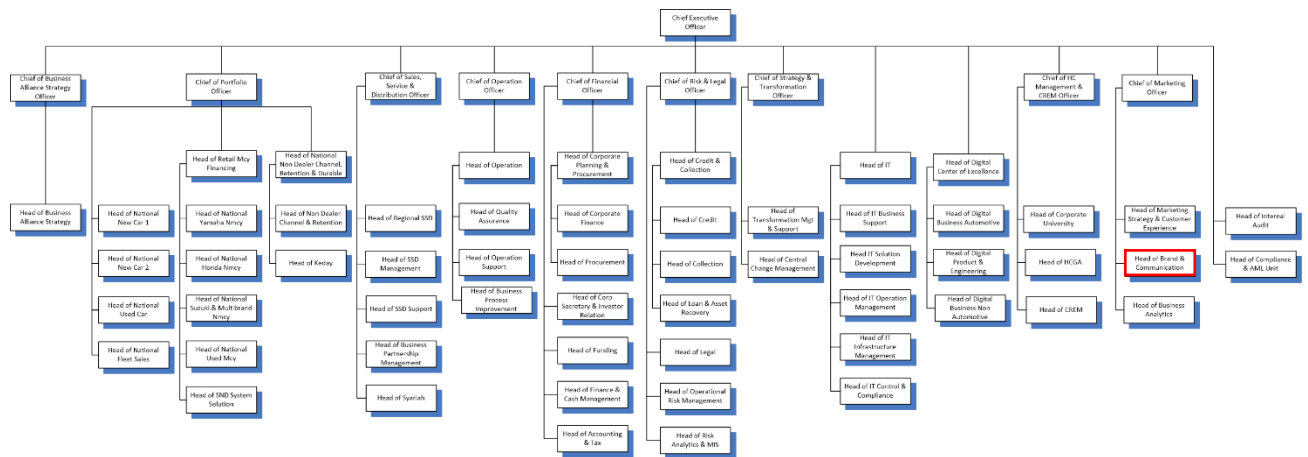 Chief Executive
Officer
Chief of Business
Alliance Strategy
Officer
Chief of Portfolio
Officer
Chief of Sales,
Service &
Distribution Officer
Chief of Operation
Officer
Chief of Financial
Officer
Chief of Risk & Legal
Officer
Chief of Strategy &
Transformation
Officer
Chief of HC
Management &
CREM Officer
Chief of Marketing
Officer
Head of Retail Mcy
Financing
Head of National
Non Dealer Channel,
Retention & Durable
Head of Operation
Head of Corporate
Planning &
Procurement
Head of Credit &
Collection
Head of IT
Head of Digital
Center of Excellence
Head of Business
Alliance Strategy
Head of National
New Car 1
Head of National
Yamaha Nmcy
Head of Non Dealer
Channel & Retention
Head of Regional SSD
Head of Quality
Assurance
Head of Corporate
Finance
Head of Credit
Head of
Transformation Mgt
& Support
Head of IT Business
Support
Head of Digital
Business Automotive
Head of Corporate
University
Head of Marketing
Strategy & Customer
Experience
Head of Internal
Audit
Head of National
New Car 2
Head of National
Honda Nmcy
Head of Keday
Head of SSD
Management
Head of Operation
Support
Head of Procurement
Head of Collection
Head of Central
Change Management
Head IT Solution
Development
Head of Digital
Product &
Engineering
Head of HCGA
Head of Brand &
Communication
Head of Compliance
& AML Unit
Head of National
Used Car
Head of National
Suzuki & Multibrand
Nmcy
Head of SSD Support
Head of Business
Process
Improvement
Head of Corp
Secretary & Investor
Relation
Head of Loan & Asset
Recovery
Head of IT Operation
Management
Head of Digital
Business Non
Automotive
Head of CREM
Head of Business
Analytics
Head of National
Fleet Sales
Head of National
Used Mcy
Head of Business
Partnership
Management
Head of Funding
Head of Legal
Head of IT
Infrastructure
Management
Head of SND System
Solution
Head of Syariah
Head of Finance &
Cash Management
Head of Operational
Risk Management
Head of IT Control &
Compliance
Head of Accounting
& Tax
Head of Risk
Analytics & MIS